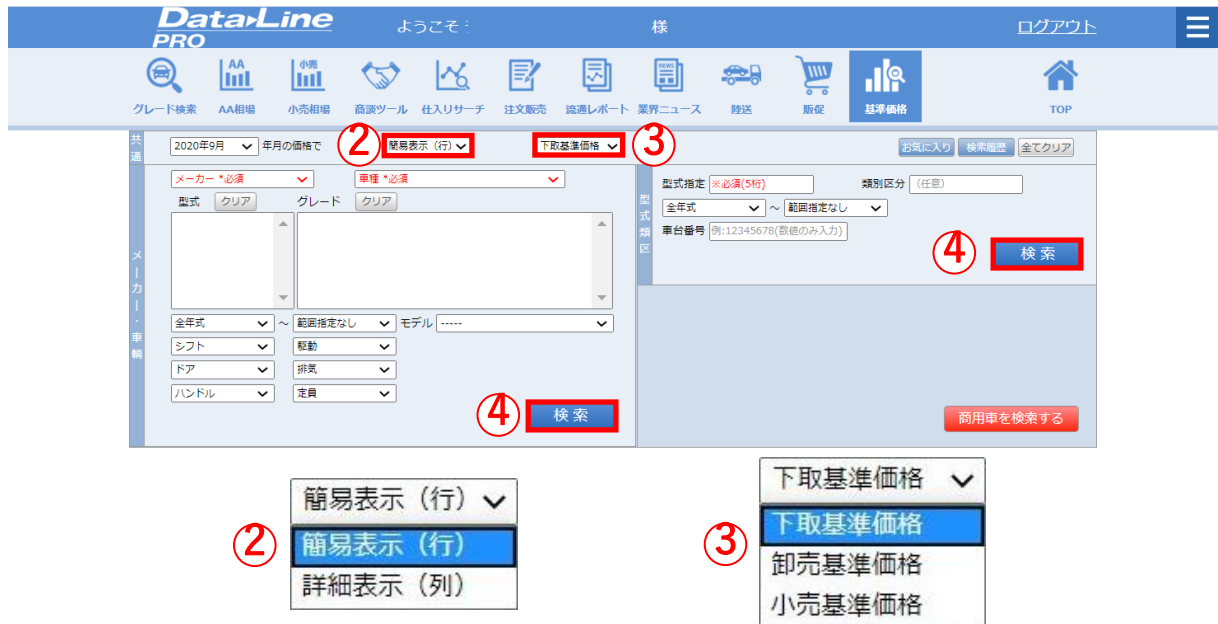 Data Line
PRO
ようこそ :
様
ログアウト
グレード検索
AA
AA相場
小売
小売相場
商談ツール
仕入リサーチ
注文販売
流通レポート
NEWS
業界ニュース
陸送
販促
基準価格
TOP
共通
2020年9月
年月の価格で
②
簡易表示（行）
下取基準価格
③
お気に入り
検索履歴
全てクリア
メーカー・車輌
メーカー *必須
車種 *必須
型式 クリア
グレード クリア
全年式 ～ 範囲指定なし モデル -----
シフト 駆動
ドア 排気
ハンドル 定員
④ 検 索
型式類区
型式指定 ※必須(5桁) 類別区分 (任意)
全年式 ～ 範囲指定なし
車台番号 例:12345678(数値のみ入力)
④ 検 索
商用車を検索する
簡易表示（行）
② 簡易表示（行）
詳細表示（列）
下取基準価格
③ 下取基準価格
卸売基準価格
小売基準価格